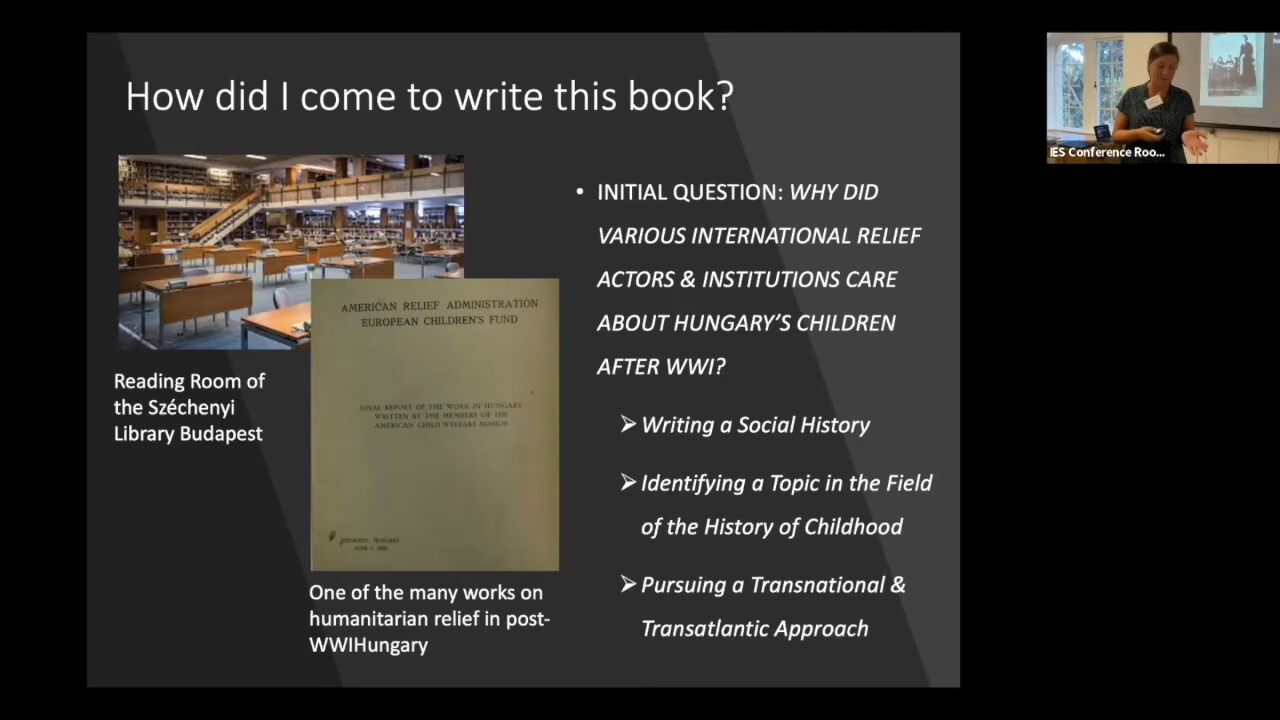 How did I come to write this book?
Reading Room of
the Széchenyi
Library Budapest
AMERICAN RELIEF ADMINISTRATION
EUROPEAN CHILDREN'S FUND
FINAL REPORT OF THE WORK IN HUNGARY
WRITTEN BY THE MEMBERS OF THE
AMERICAN CHILD WELFARE MISSION
BUDAPEST, HUNGARY
JUNE 1,
One of the many works on
humanitarian relief in post-
WWIHungary
• INITIAL QUESTION: WHY DID
VARIOUS INTERNATIONAL RELIEF
ACTORS & INSTITUTIONS CARE
ABOUT HUNGARY'S CHILDREN
AFTER WWI?
➢ Writing a Social History
➢ Identifying a Topic in the Field
of the History of Childhood
➢ Pursuing a Transnational &
Transatlantic Approach
IES Conference Roo...